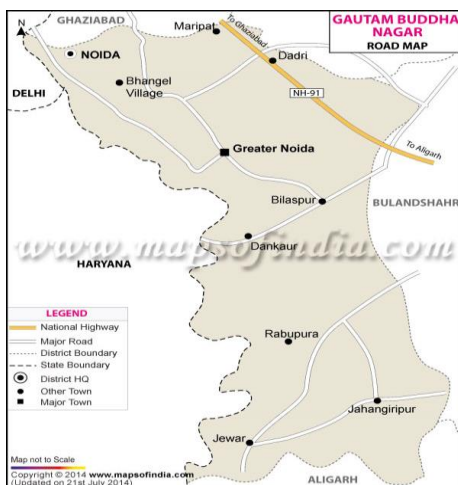 GAUTAM BUDDHA
NAGAR
ROAD MAP
N
GHAZIABAD
Maripat
To Ghaziabad
NOIDA
Dadri
Bhangel
Village
DELHI
NH-91
Greater Noida
To Aligarh
Bilaspur
BULANDSHAHR
Dankaur
www.mapsofindia.com
HARYANA
LEGEND
National Highway
Major Road
District Boundary
State Boundary
District HQ
Other Town
Major Town
Rabupura
Jahangiripur
Jewar
Map not to Scale
Copyright © 2014 www.mapsofindia.com
(Updated on 21st July 2014)
ALIGARH